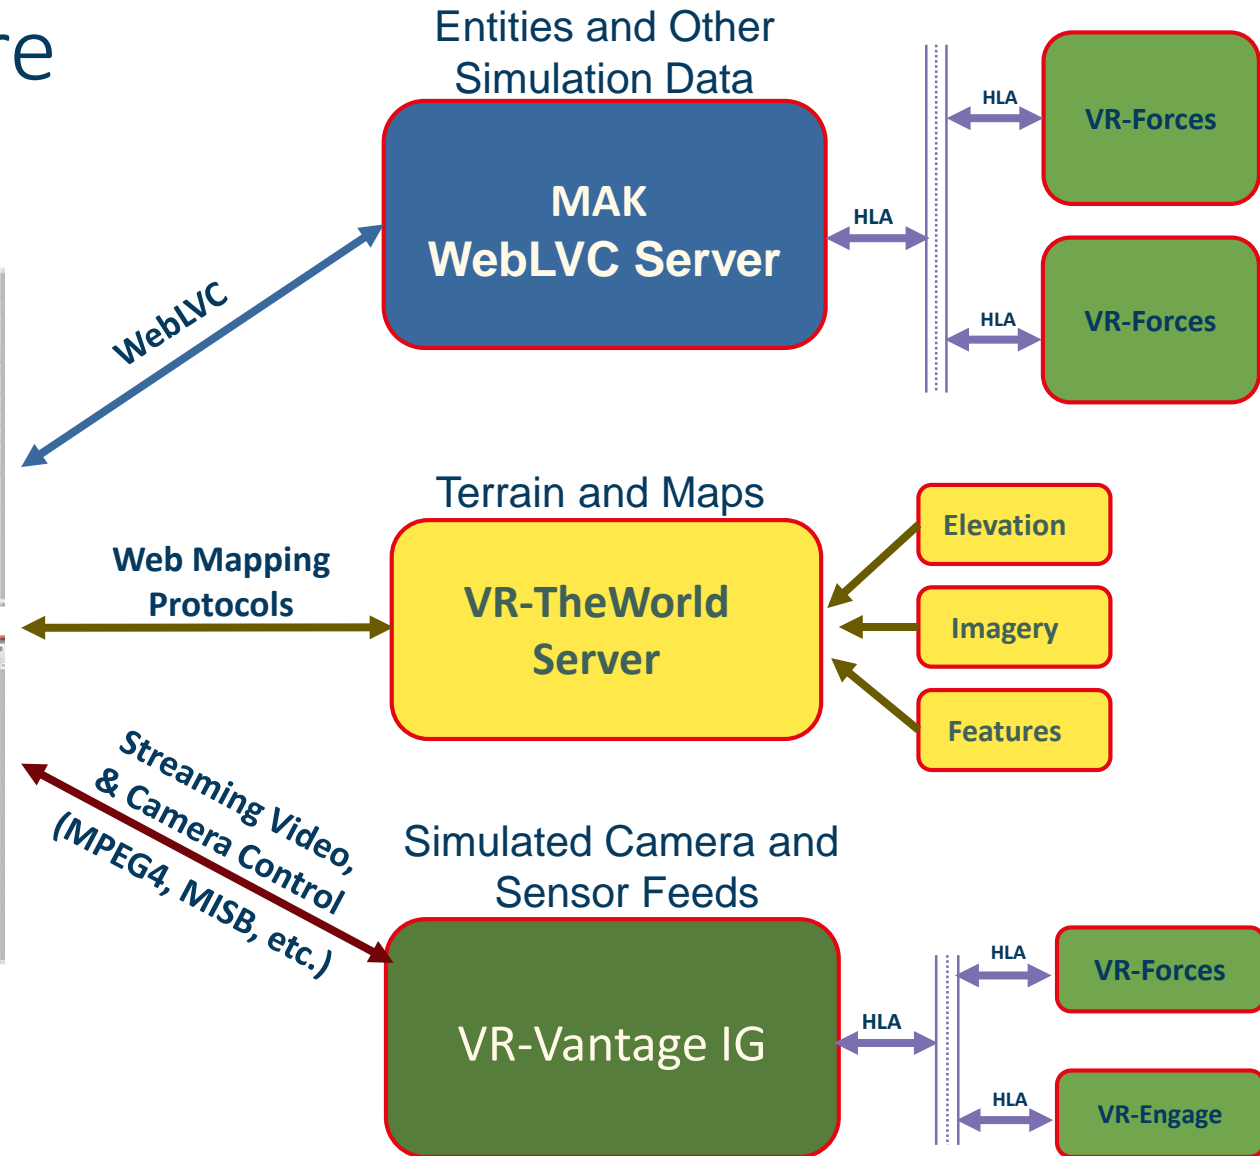 re
Entities and Other
Simulation Data
MAK
WebLVC Server
WebLVC
HLA
HLA
VR-Forces
HLA
VR-Forces
Terrain and Maps
Web Mapping
Protocols
VR-TheWorld
Server
Elevation
Imagery
Features
Streaming Video,
& Camera Control
(MPEG4, MISB, etc.)
Simulated Camera and
Sensor Feeds
VR-Vantage IG
HLA
HLA
VR-Forces
HLA
VR-Engage